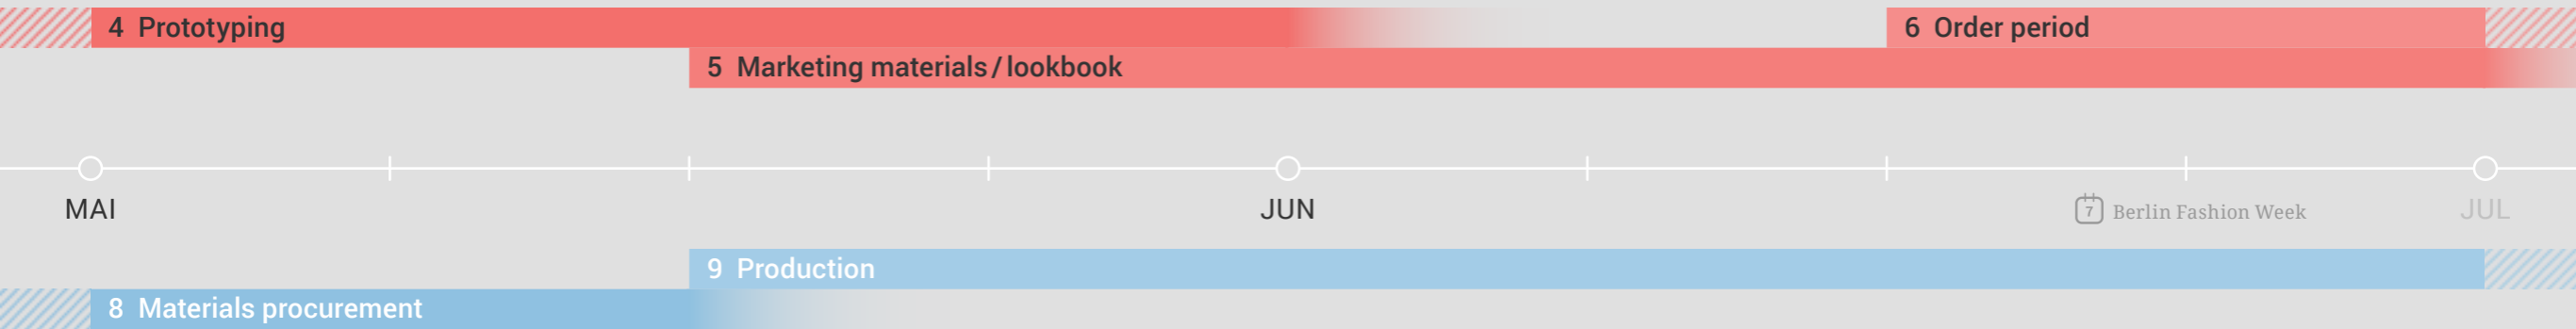 4 Prototyping
6 Order period
5 Marketing materials / lookbook
MAI
JUN
7 Berlin Fashion Week
JUL
9 Production
8 Materials procurement